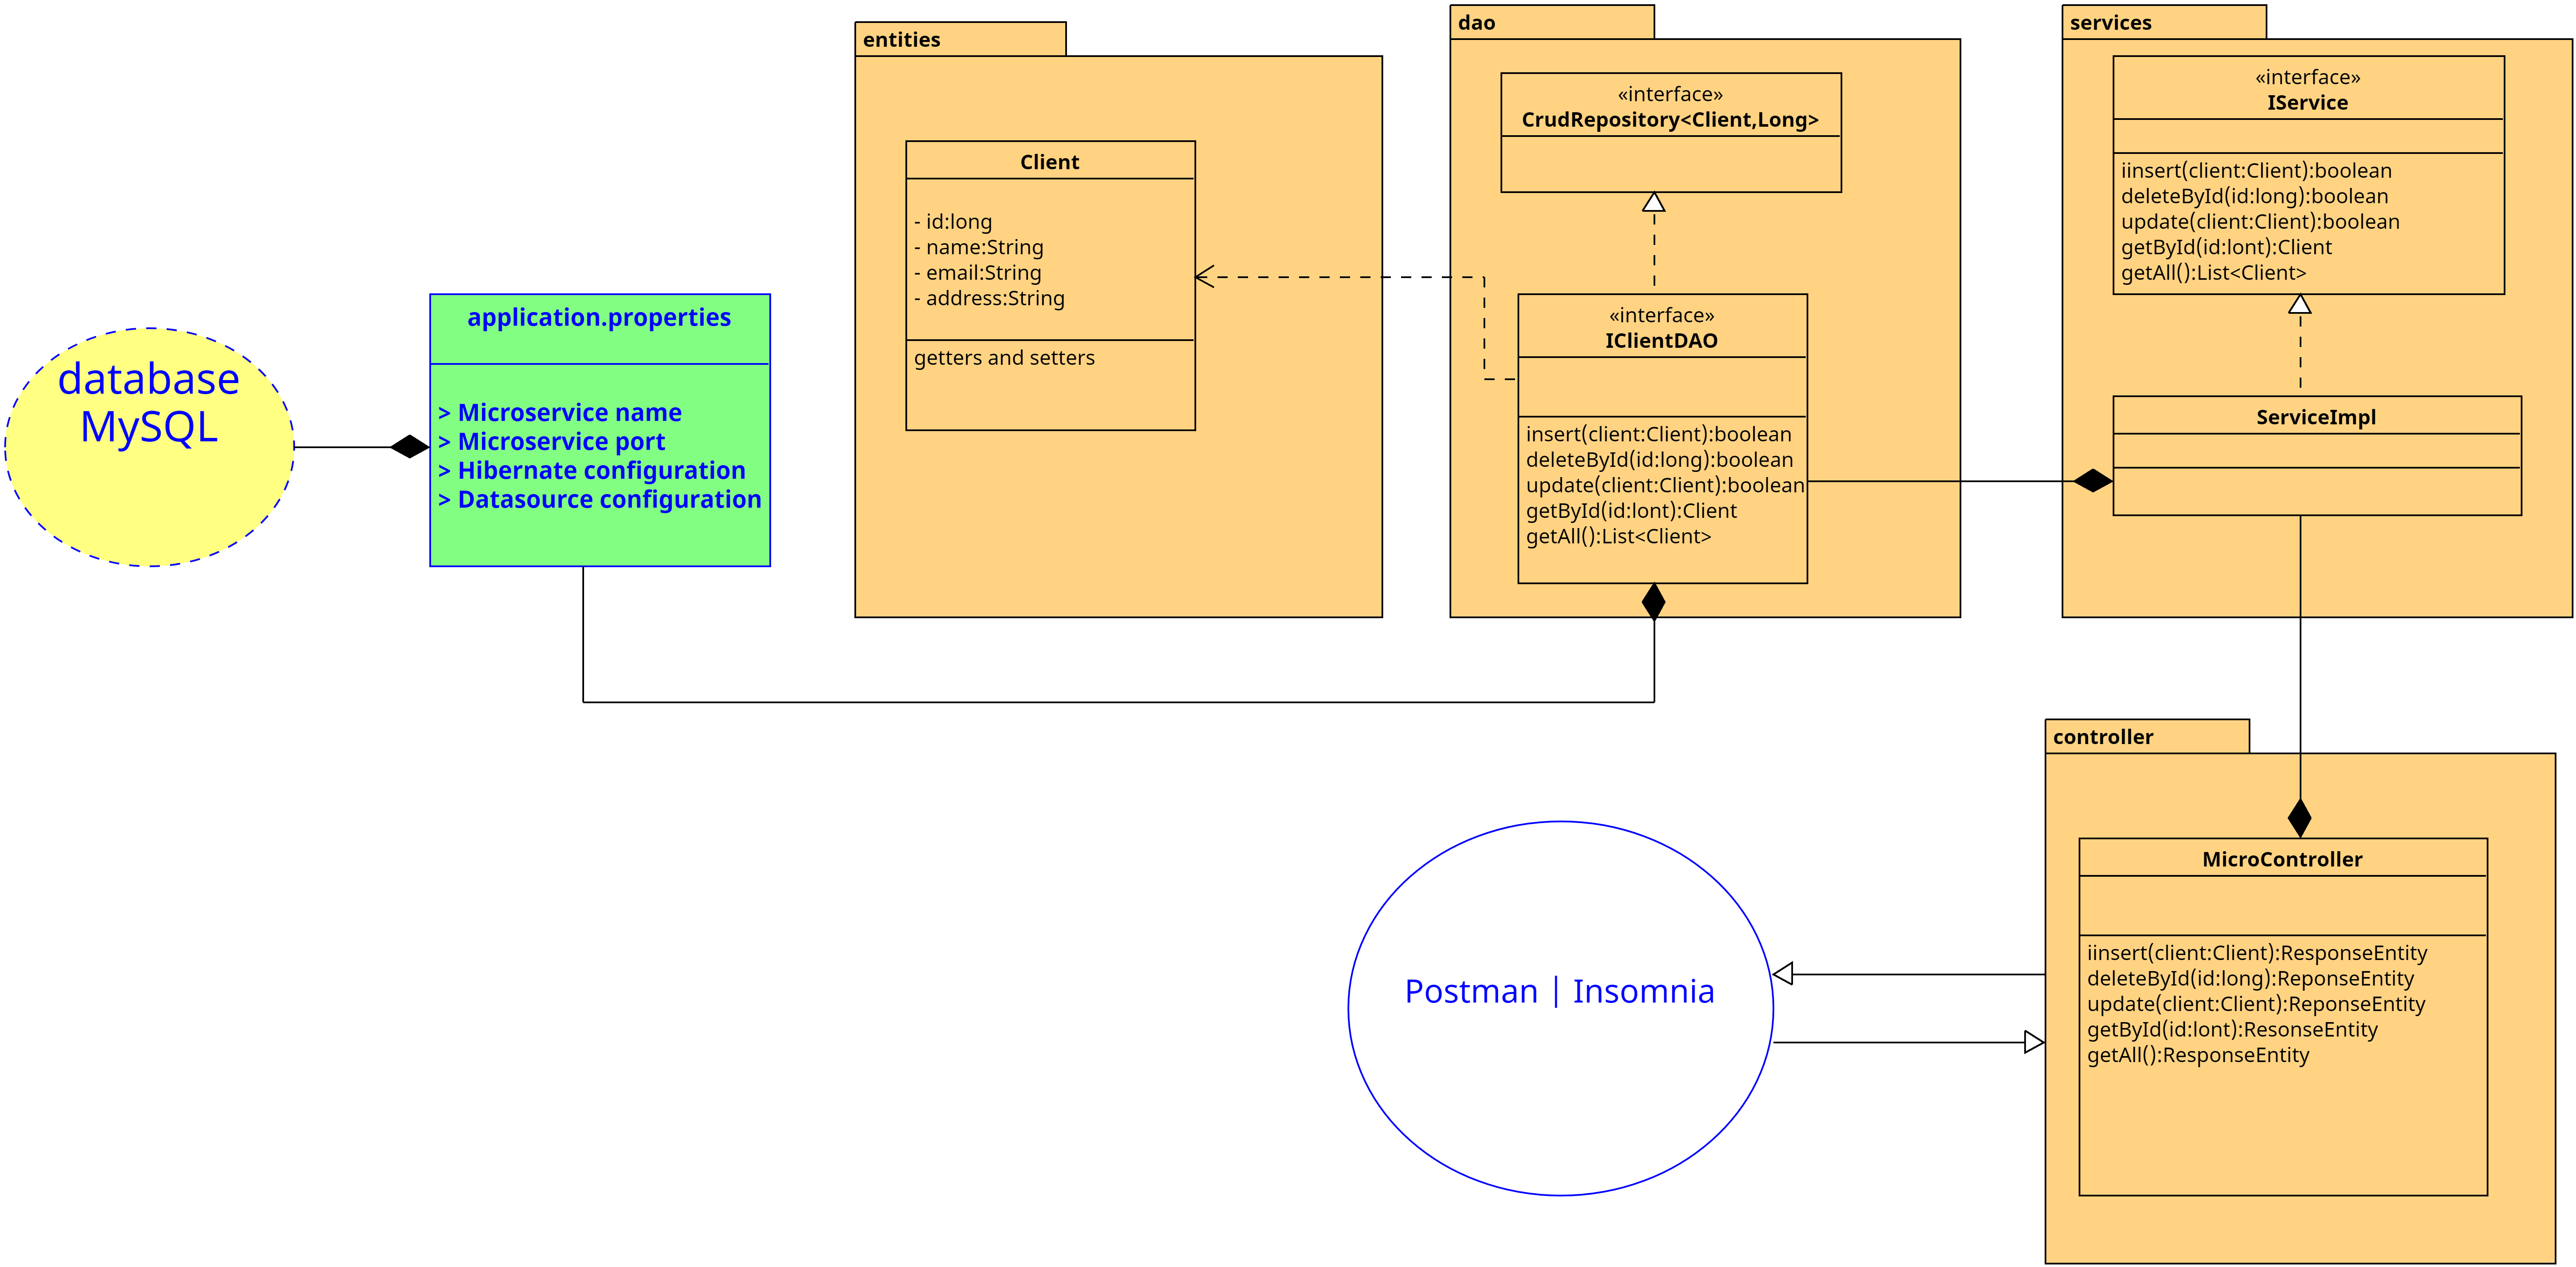 entities
Client
- id:long
- name:String
- email:String
- address:String
getters and setters
dao
«interface»
CrudRepository<Client,Long>
«interface»
IClientDAO
insert(client:Client):boolean
deleteById(id:long):boolean
update(client:Client):boolean
getById(id:lont):Client
getAll():List<Client>
services
«interface»
IService
iinsert(client:Client):boolean
deleteById(id:long):boolean
update(client:Client):boolean
getById(id:lont):Client
getAll():List<Client>
ServiceImpl
database
MySQL
application.properties
> Microservice name
> Microservice port
> Hibernate configuration
> Datasource configuration
controller
MicroController
iinsert(client:Client):ResponseEntity
deleteById(id:long):ReponseEntity
update(client:Client):ReponseEntity
getById(id:lont):ResonseEntity
getAll():ResponseEntity
Postman | Insomnia